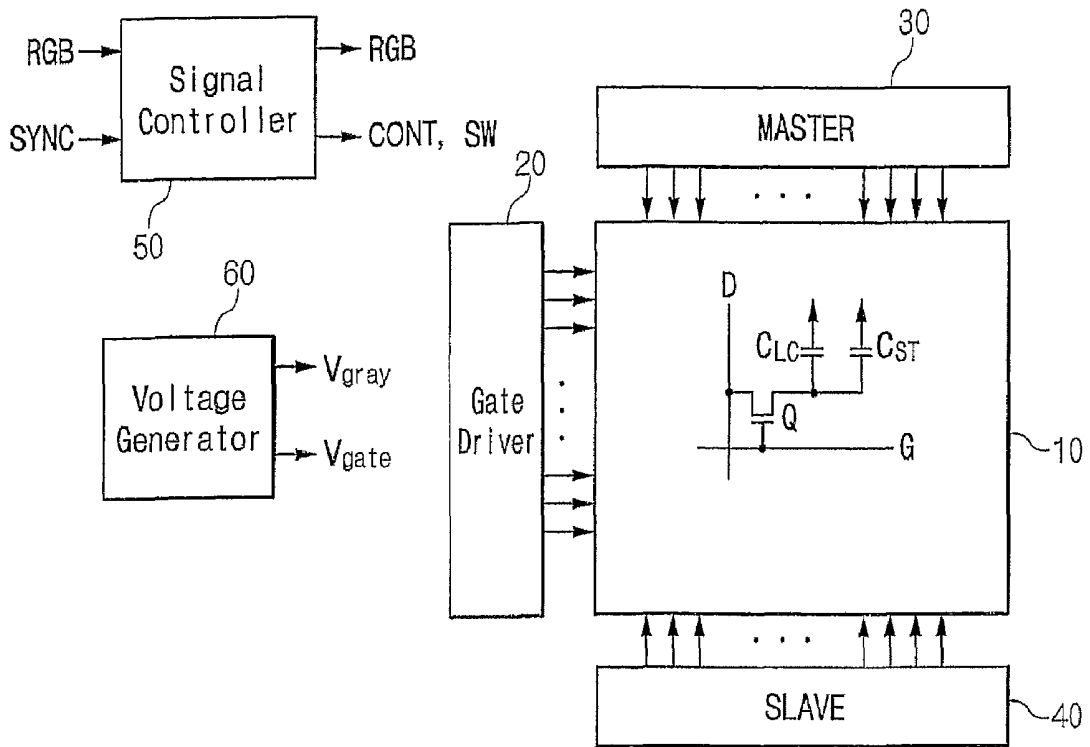 RGB
SYNC
Signal
Controller
RGB
CONT, SW
50
30
MASTER
20
Gate
Driver
60
Voltage
Generator
Vgray
Vgate
D
CLC
CST
Q
G
10
SLAVE
40